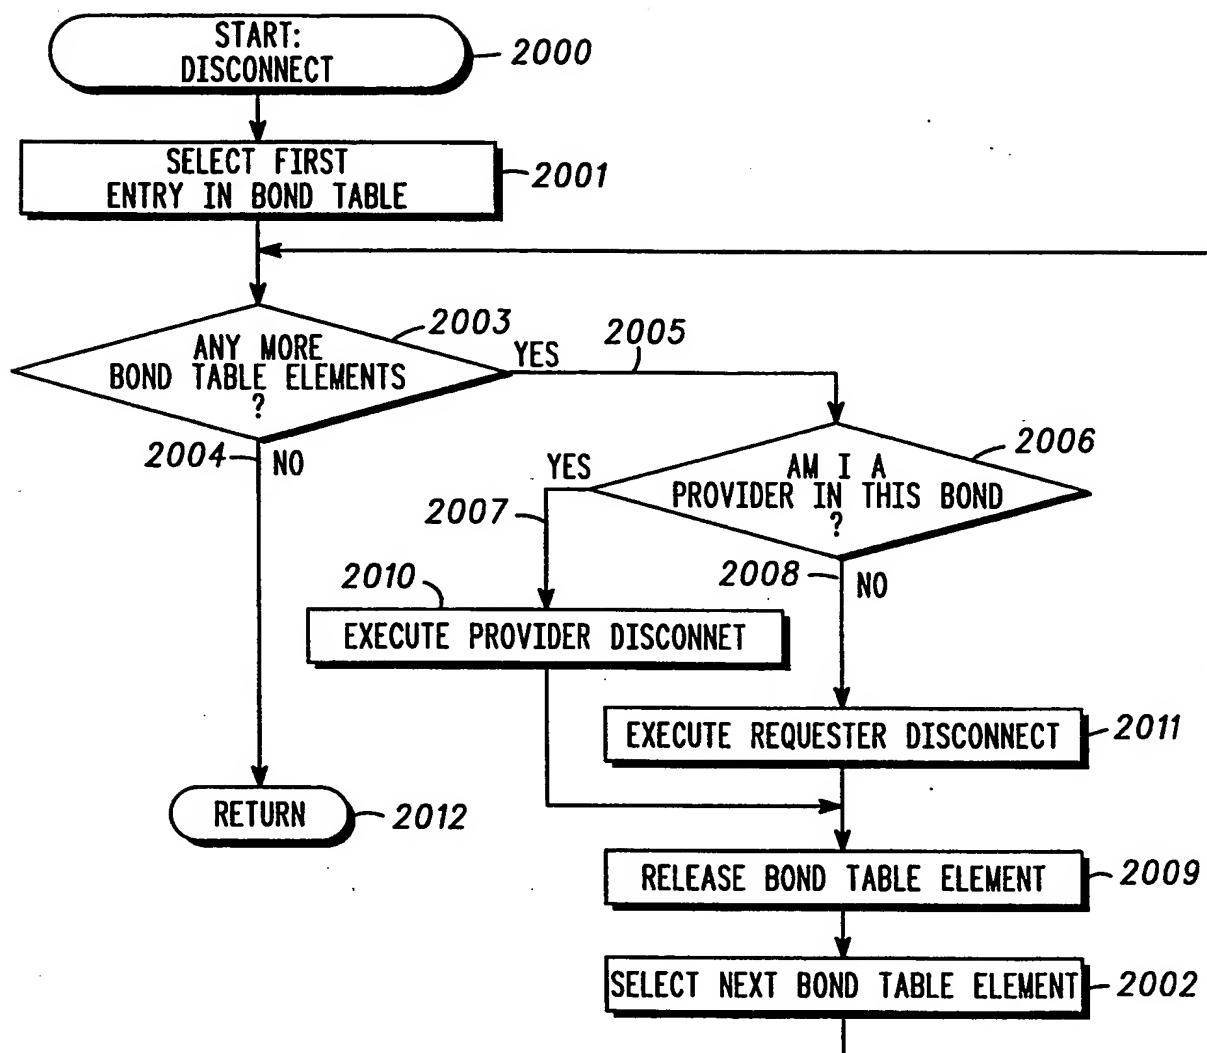 START:
DISCONNECT
2000
SELECT FIRST
ENTRY IN BOND TABLE
2001
ANY MORE
BOND TABLE ELEMENTS
?
2003
YES
2005
2004
NO
AM I A
PROVIDER IN THIS BOND
?
2006
YES
2007
2008
NO
2010
EXECUTE PROVIDER DISCONNET
EXECUTE REQUESTER DISCONNECT
2011
RETURN
2012
RELEASE BOND TABLE ELEMENT
2009
SELECT NEXT BOND TABLE ELEMENT
2002